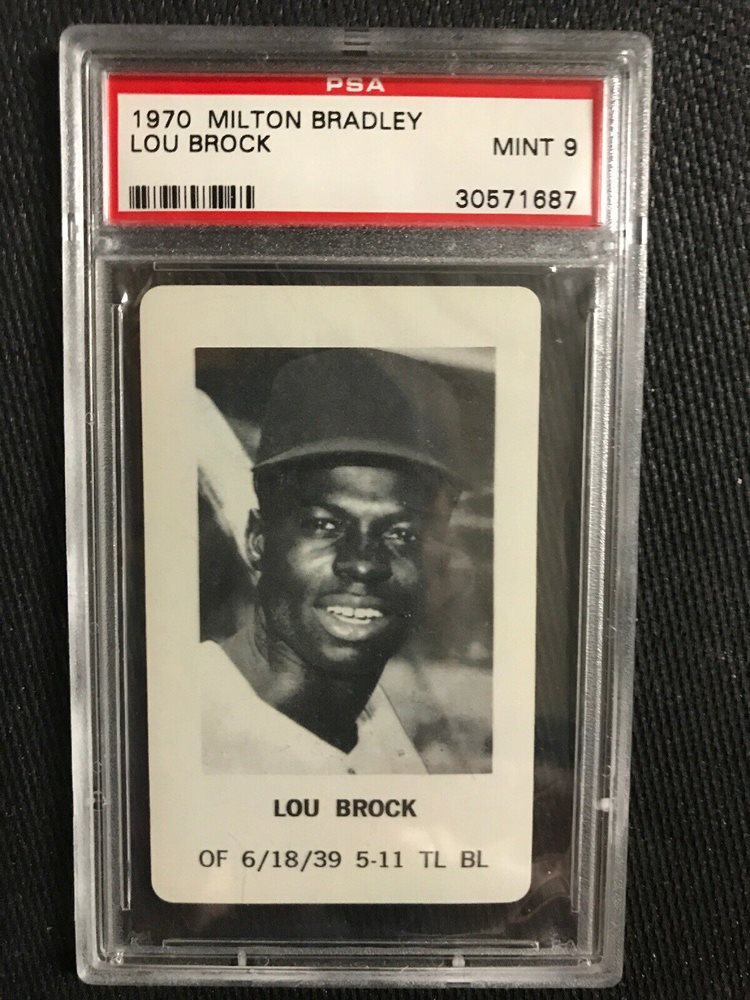 PSA
1970 MILTON BRADLEY
LOU BROCK MINT 9
30571687
LOU BROCK
OF 6/18/39 5-11 TL BL